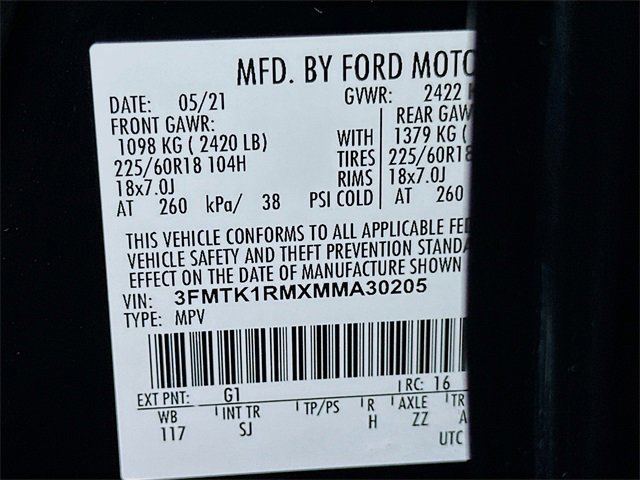 MFD. BY FORD MOTO
DATE: 05/21 GVWR: 2422
FRONT GAWR: REAR GAW
1098 KG ( 2420 LB) WITH 1379 KG (
225/60R18 104H TIRES 225/60R18
18x7.0J RIMS 18x7.0J
AT 260 kPa/ 38 PSI COLD AT 260
THIS VEHICLE CONFORMS TO ALL APPLICABLE FED
VEHICLE SAFETY AND THEFT PREVENTION STANDA
EFFECT ON THE DATE OF MANUFACTURE SHOWN
VIN: 3FMTK1RMXMMA30205
TYPE: MPV
EXT PNT: G1 RC: 16
WB INT TR TP/PS R AXLE TR
117 SJ H ZZ A
UTC